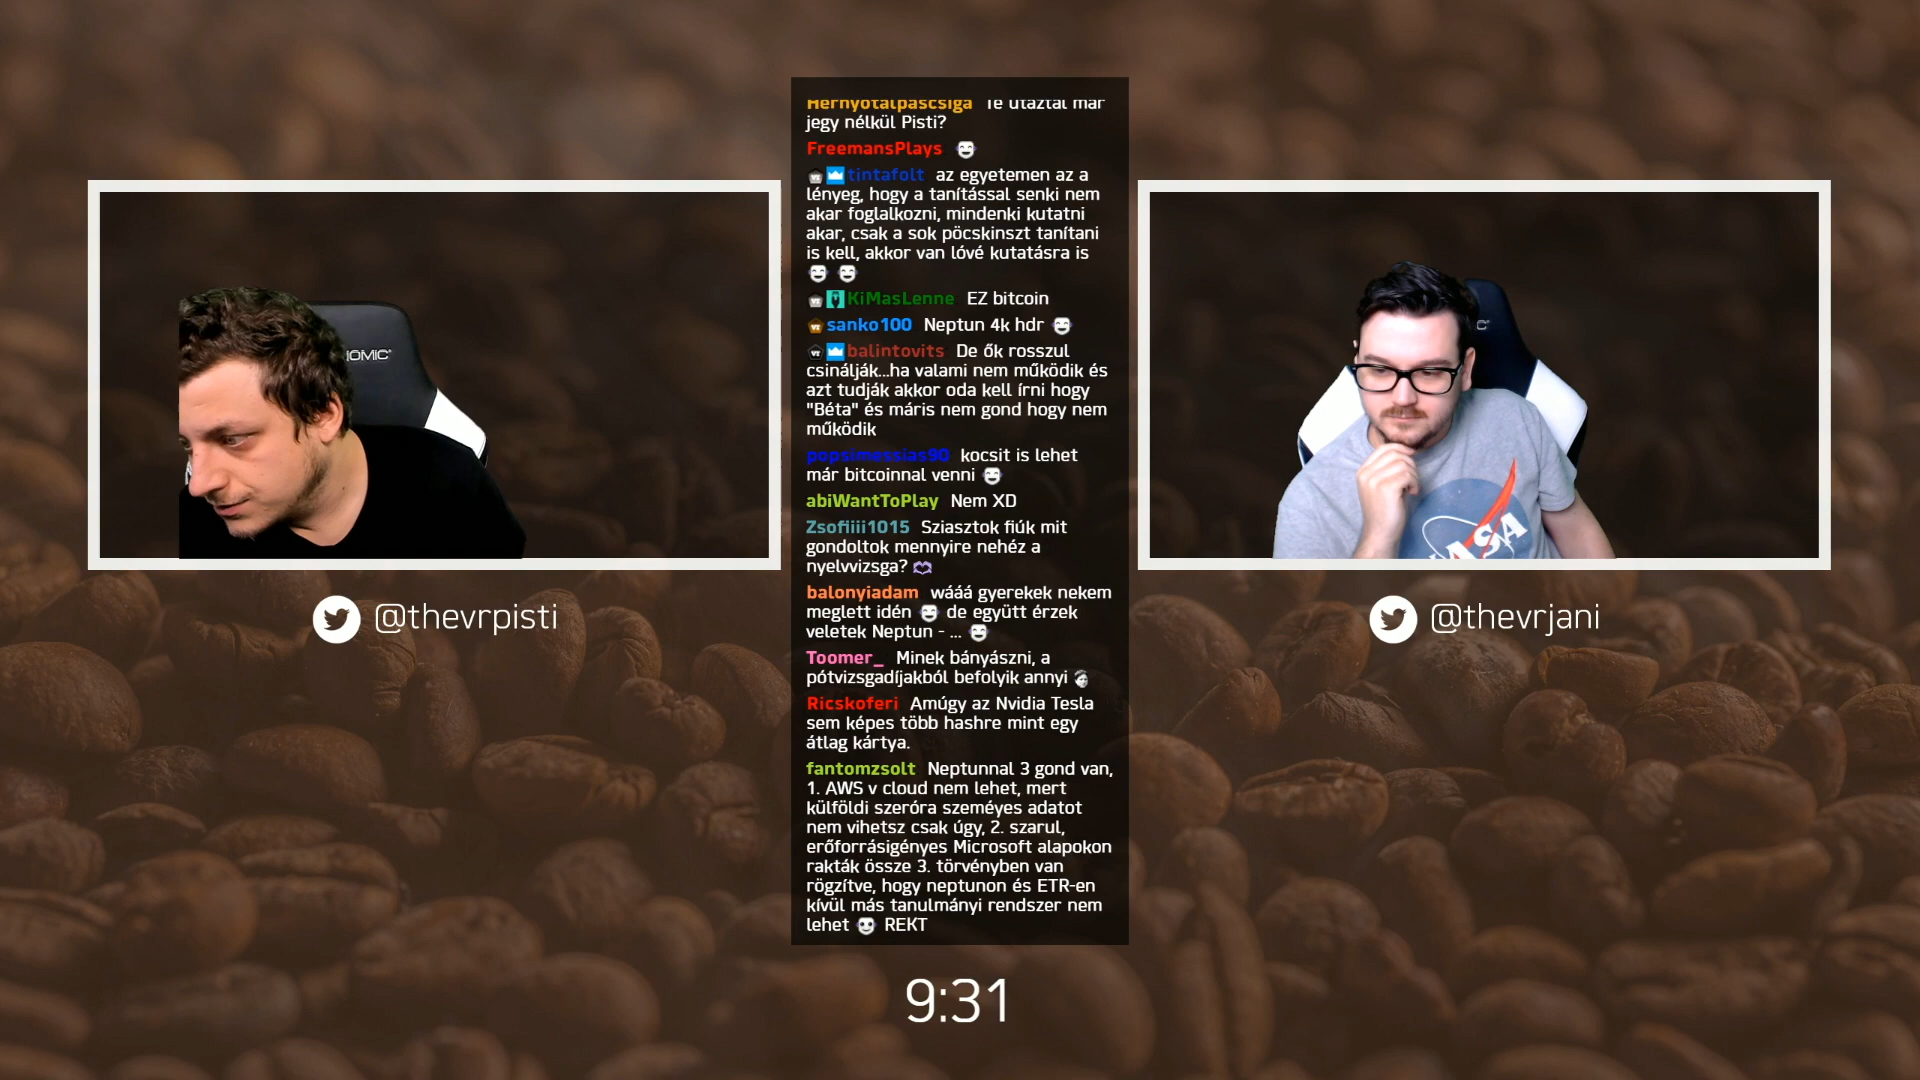 Hernyotalpascsiga Te utaztál már
jegy nélkül Pisti?
FreemansPlays
tintafolt az egyetemen az a
lényeg, hogy a tanítással senki nem
akar foglalkozni, mindenki kutatni
akar, csak a sok pöcskinszt tanítani
is kell, akkor van lóvé kutatásra is
KiMasLenne EZ bitcoin
sanko100 Neptun 4k hdr
balintovits De ők rosszul
csinálják...ha valami nem működik és
azt tudják akkor oda kell írni hogy
"Béta" és máris nem gond hogy nem
működik
popsimessias90 kocsit is lehet
már bitcoinnal venni
abiWantToPlay Nem XD
Zsofiiii1015 Sziasztok fiúk mit
gondoltok mennyire nehéz a
nyelvvizsga?
balonyiadam wááá gyerekek nekem
meglett idén de együtt érzek
veletek Neptun - ...
Toomer_ Minek bányászni, a
pótvizsgadíjakból befolyik annyi
Ricskoferi Amúgy az Nvidia Tesla
sem képes több hashre mint egy
átlag kártya.
fantomzsolt Neptunnal 3 gond van,
1. AWS v cloud nem lehet, mert
külföldi szeróra szeméyes adatot
nem vihetsz csak úgy, 2. szarul,
erőforrásigényes Microsoft alapokon
rakták össze 3. törvényben van
rögzítve, hogy neptunon és ETR-en
kívül más tanulmányi rendszer nem
lehet REKT
@thevrpisti
@thevrjani
9:31